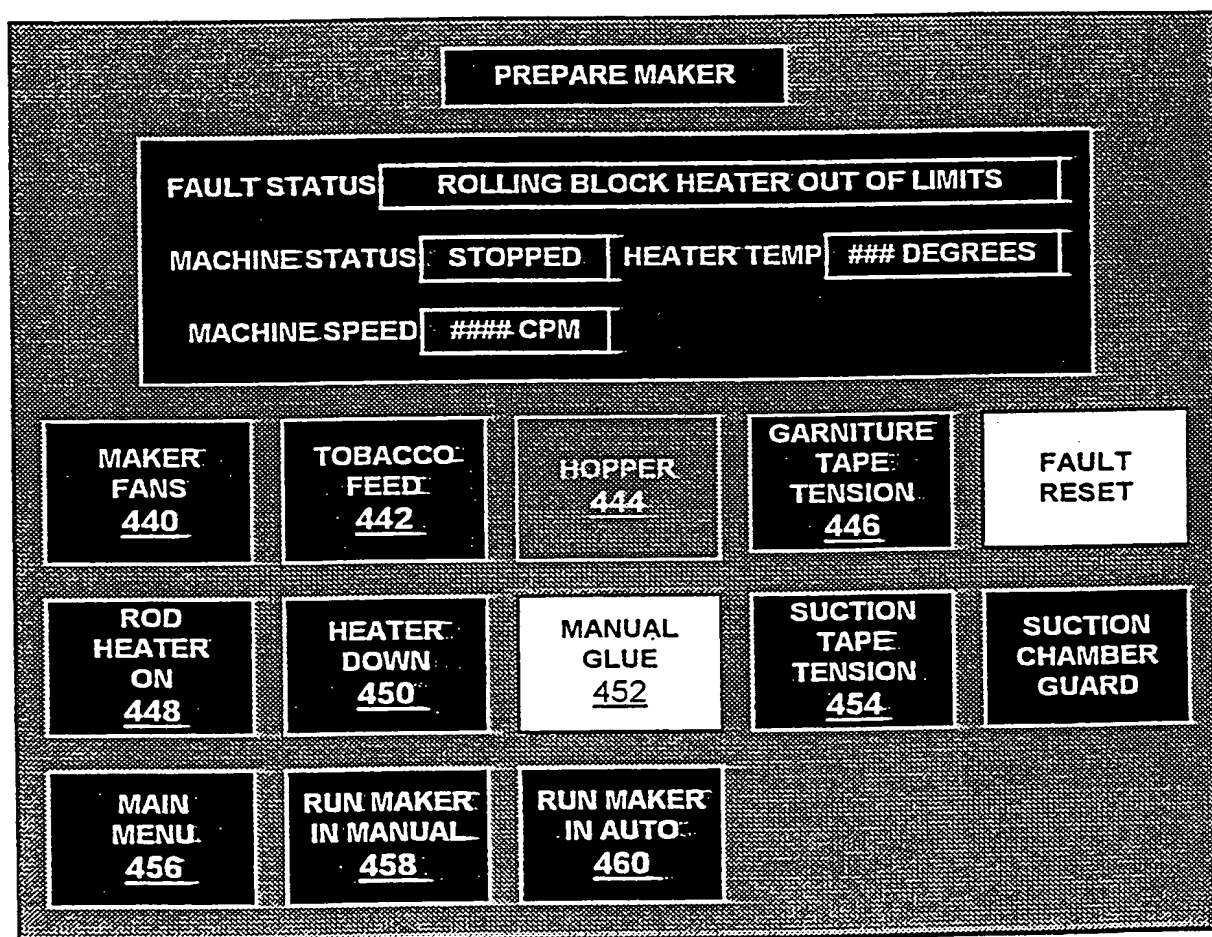 PREPARE MAKER
FAULT STATUS ROLLING BLOCK HEATER OUT OF LIMITS
MACHINE STATUS STOPPED HEATER TEMP ### DEGREES
MACHINE SPEED #### CPM
MAKER
FANS
440
TOBACCO
FEED
442
HOPPER
444
GARNITURE
TAPE
TENSION
446
FAULT
RESET
ROD
HEATER
ON
448
HEATER
DOWN
450
MANUAL
GLUE
452
SUCTION
TAPE
TENSION
454
SUCTION
CHAMBER
GUARD
MAIN
MENU
456
RUN MAKER
IN MANUAL
458
RUN MAKER
IN AUTO
460